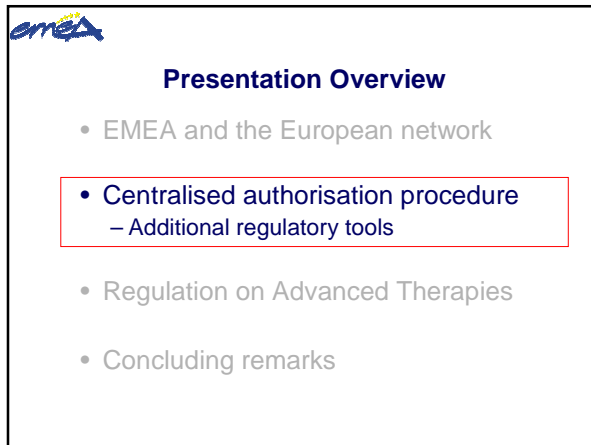 emea
Presentation Overview
• EMEA and the European network
• Centralised authorisation procedure
– Additional regulatory tools
• Regulation on Advanced Therapies
• Concluding remarks